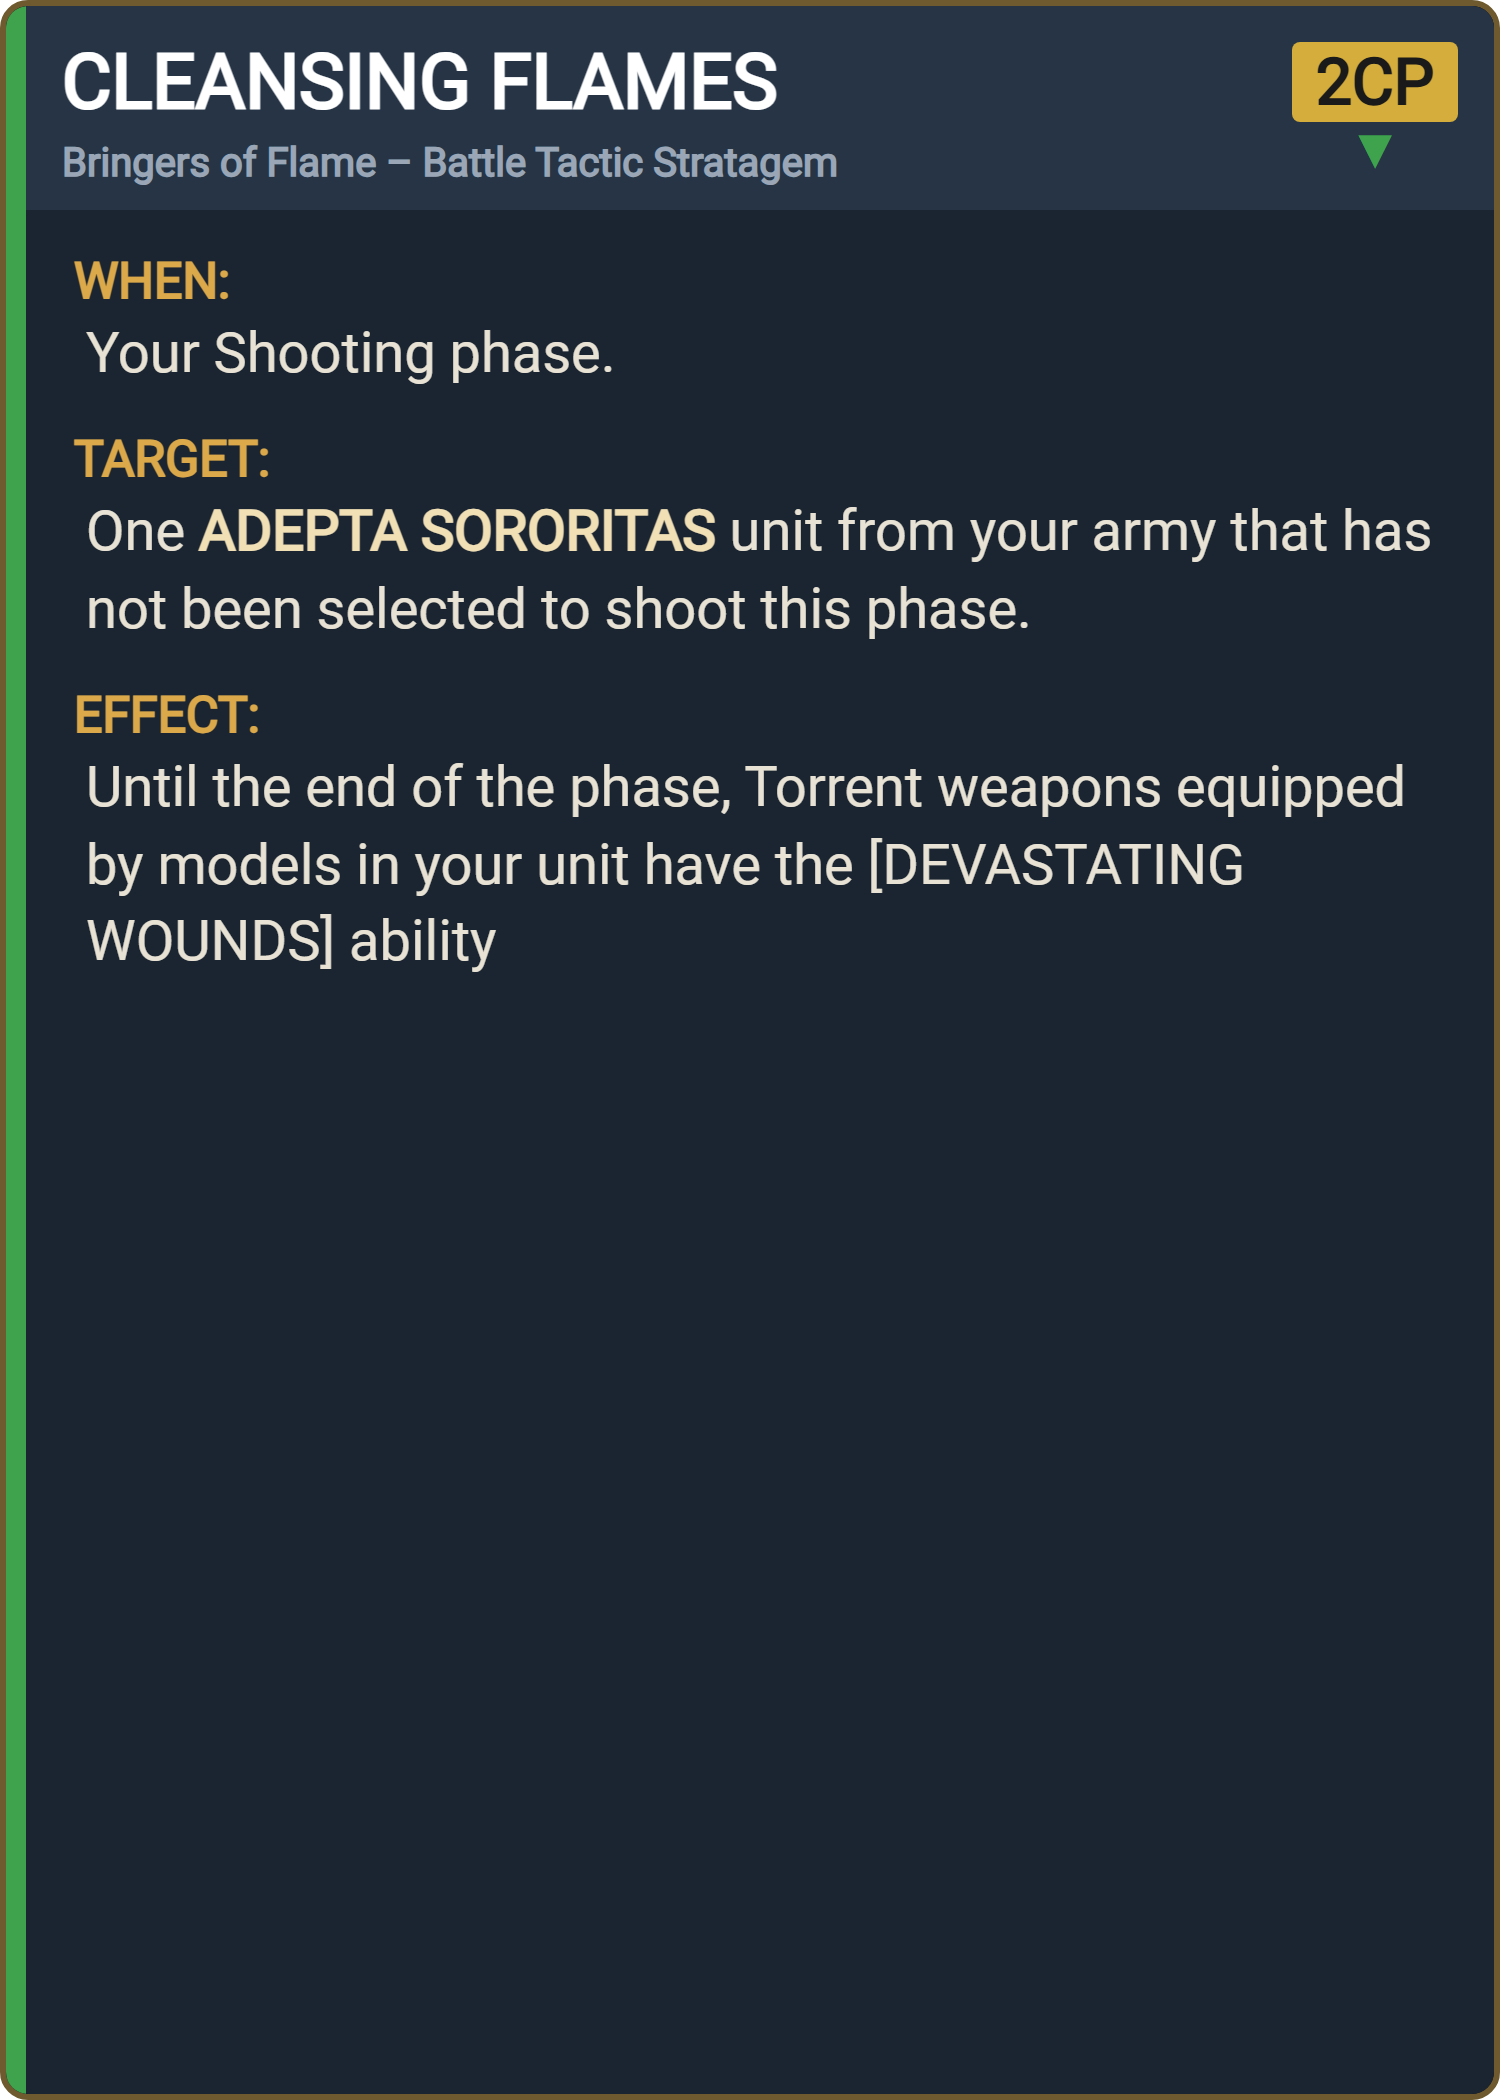 CLEANSING FLAMES
2CP
Bringers of Flame – Battle Tactic Stratagem
WHEN:
Your Shooting phase.
TARGET:
One ADEPTA SORORITAS unit from your army that has
not been selected to shoot this phase.
EFFECT:
Until the end of the phase, Torrent weapons equipped
by models in your unit have the [DEVASTATING
WOUNDS] ability